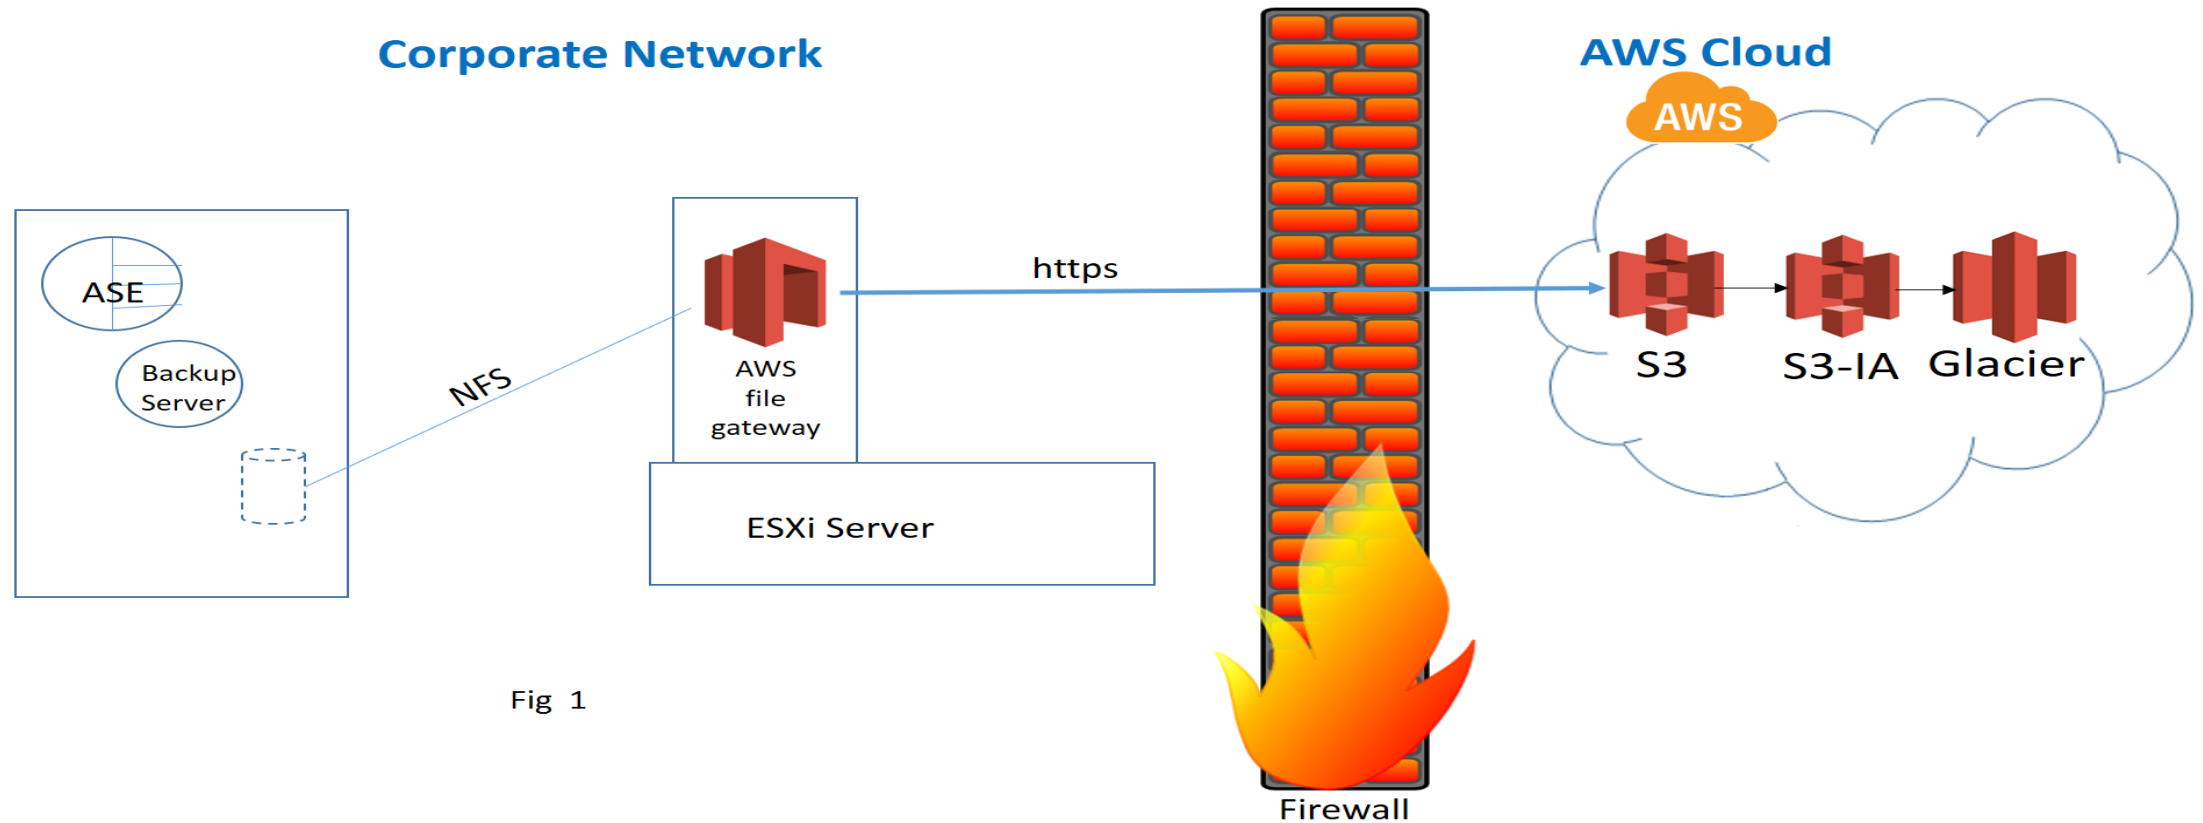 Corporate Network
AWS Cloud
AWS
ASE
Backup
Server
NFS
AWS
file
gateway
ESXi Server
https
S3
S3-IA
Glacier
Fig 1
Firewall